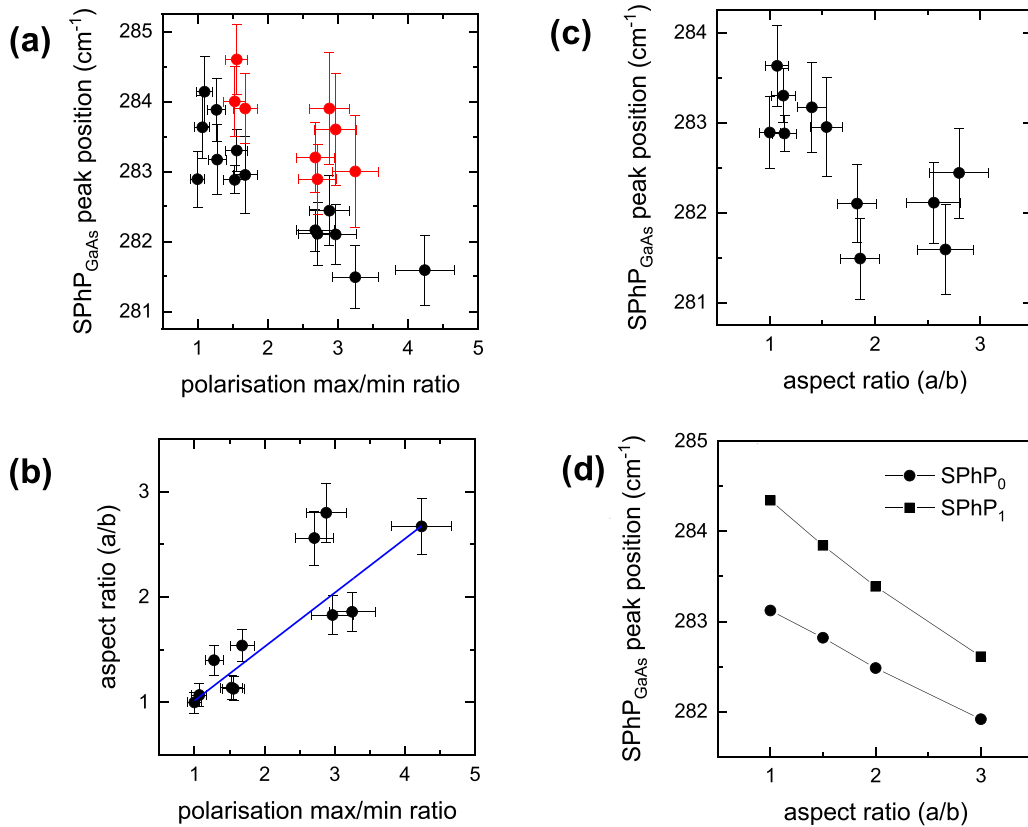 (a)
SPhP_GaAs peak position (cm^-1)
285
284
283
282
281
1 2 3 4 5
polarisation max/min ratio
(c)
SPhP_GaAs peak position (cm^-1)
284
283
282
281
1 2 3
aspect ratio (a/b)
(b)
aspect ratio (a/b)
3
2
1
1 2 3 4 5
polarisation max/min ratio
(d)
SPhP_GaAs peak position (cm^-1)
285
284
283
282
SPhP_0
SPhP_1
1 2 3
aspect ratio (a/b)